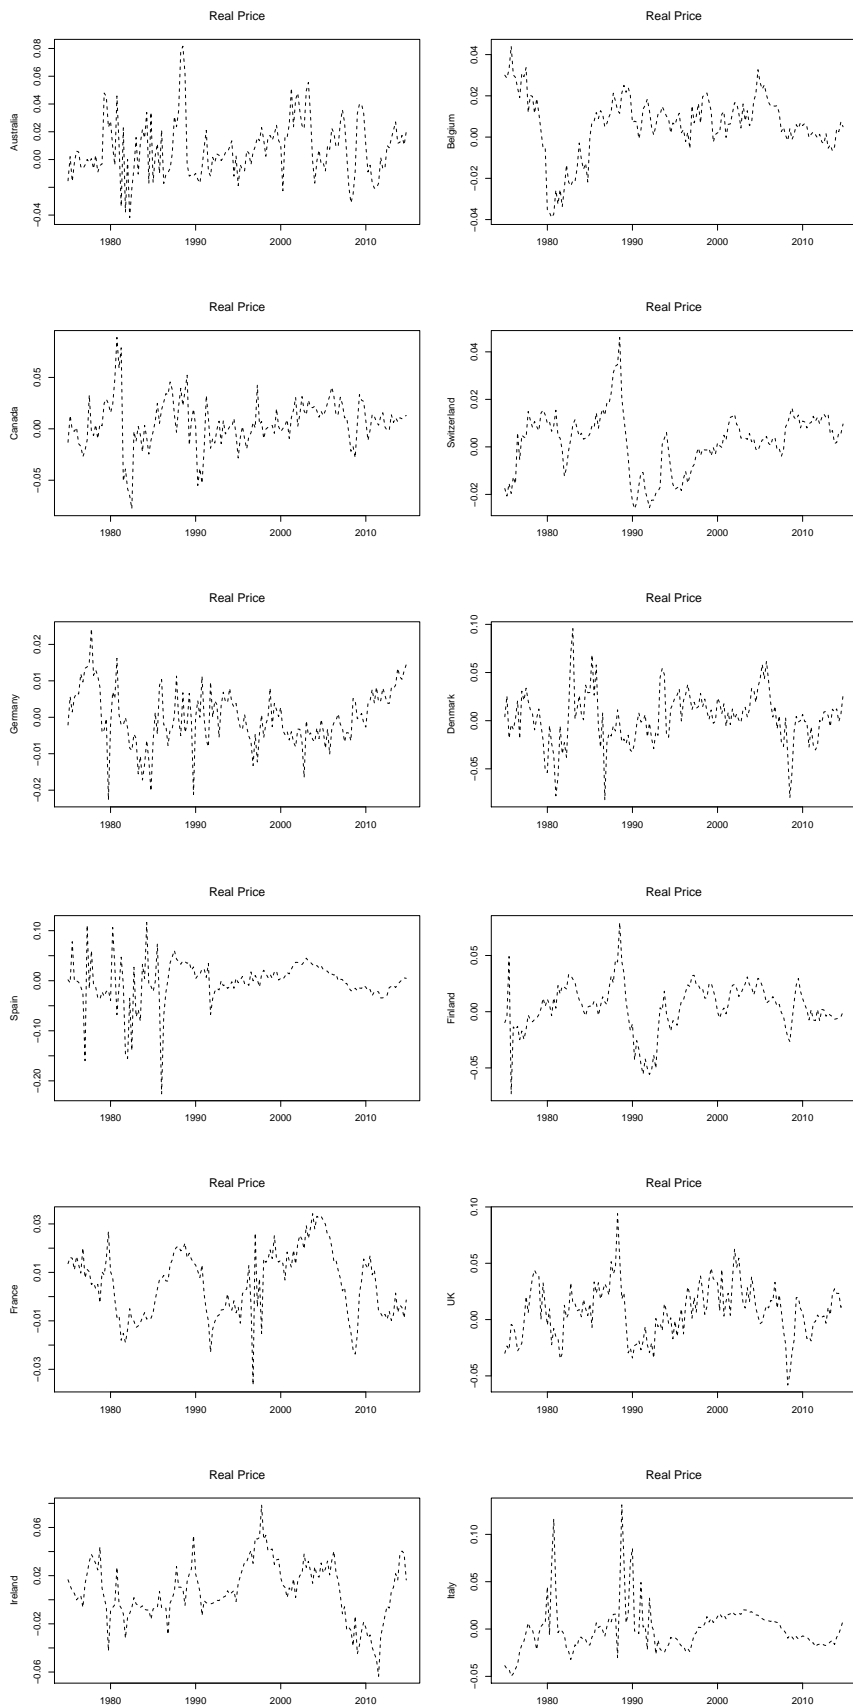 Real Price
Australia
−0.04 0.00 0.02 0.04 0.06 0.08
1980 1990 2000 2010
Real Price
Belgium
−0.04 −0.02 0.00 0.02 0.04
1980 1990 2000 2010
Real Price
Canada
−0.05 0.00 0.05
1980 1990 2000 2010
Real Price
Switzerland
−0.02 0.00 0.02 0.04
1980 1990 2000 2010
Real Price
Germany
−0.02 −0.01 0.00 0.01 0.02
1980 1990 2000 2010
Real Price
Denmark
−0.05 0.00 0.05 0.10
1980 1990 2000 2010
Real Price
Spain
−0.20 −0.10 0.00 0.10
1980 1990 2000 2010
Real Price
Finland
−0.05 0.00 0.05
1980 1990 2000 2010
Real Price
France
−0.03 −0.01 0.01 0.03
1980 1990 2000 2010
Real Price
UK
−0.05 0.00 0.05 0.10
1980 1990 2000 2010
Real Price
Ireland
−0.06 −0.02 0.02 0.06
1980 1990 2000 2010
Real Price
Italy
−0.05 0.00 0.05 0.10
1980 1990 2000 2010